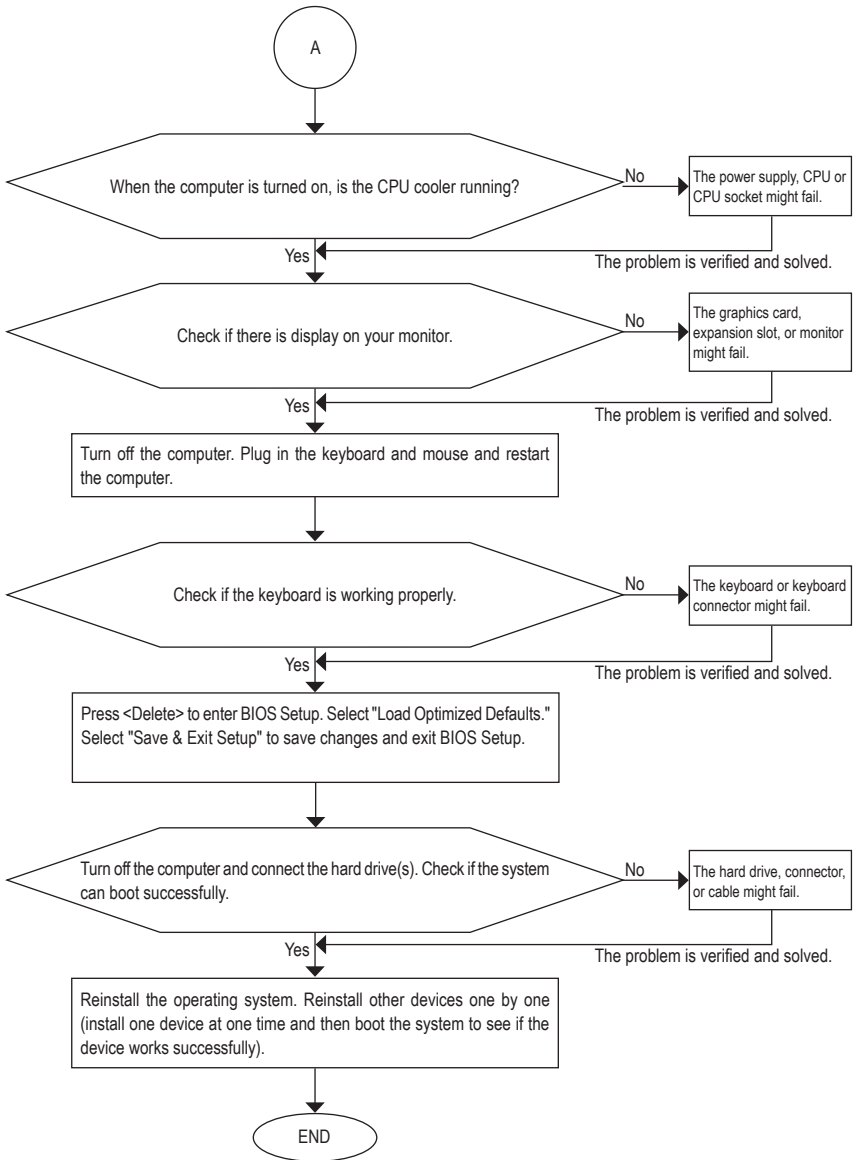 A
When the computer is turned on, is the CPU cooler running?
No
The power supply, CPU or
CPU socket might fail.
Yes
The problem is verified and solved.
Check if there is display on your monitor.
No
The graphics card,
expansion slot, or monitor
might fail.
Yes
The problem is verified and solved.
Turn off the computer. Plug in the keyboard and mouse and restart
the computer.
Check if the keyboard is working properly.
No
The keyboard or keyboard
connector might fail.
Yes
The problem is verified and solved.
Press <Delete> to enter BIOS Setup. Select "Load Optimized Defaults."
Select "Save & Exit Setup" to save changes and exit BIOS Setup.
Turn off the computer and connect the hard drive(s). Check if the system
can boot successfully.
No
The hard drive, connector,
or cable might fail.
Yes
The problem is verified and solved.
Reinstall the operating system. Reinstall other devices one by one
(install one device at one time and then boot the system to see if the
device works successfully).
END